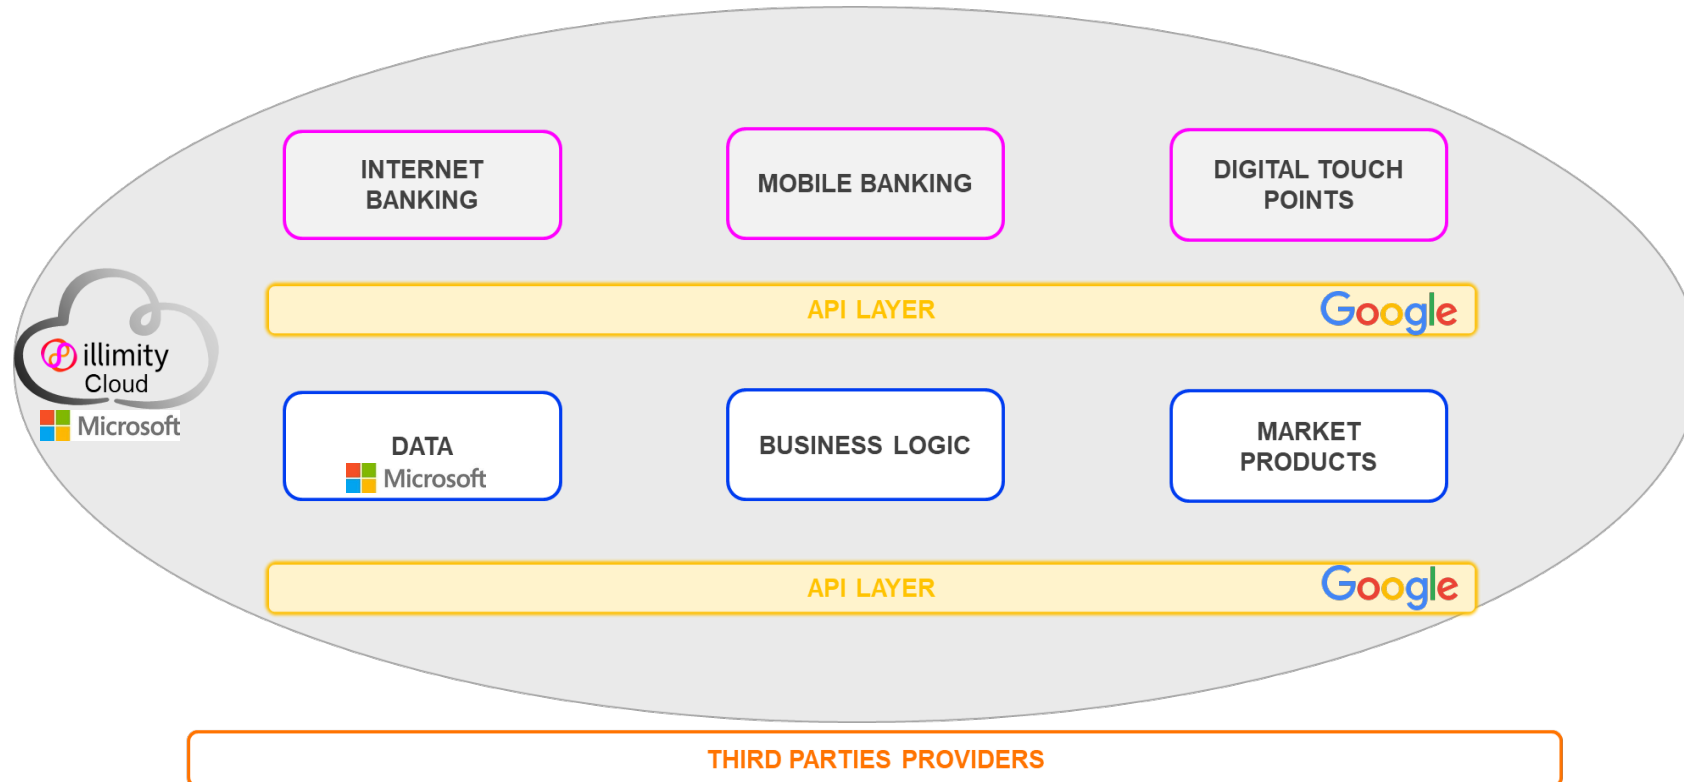 INTERNET
BANKING
MOBILE BANKING
DIGITAL TOUCH
POINTS
API LAYER
Google
illimity
Cloud
Microsoft
DATA
Microsoft
BUSINESS LOGIC
MARKET
PRODUCTS
API LAYER
Google
THIRD PARTIES PROVIDERS